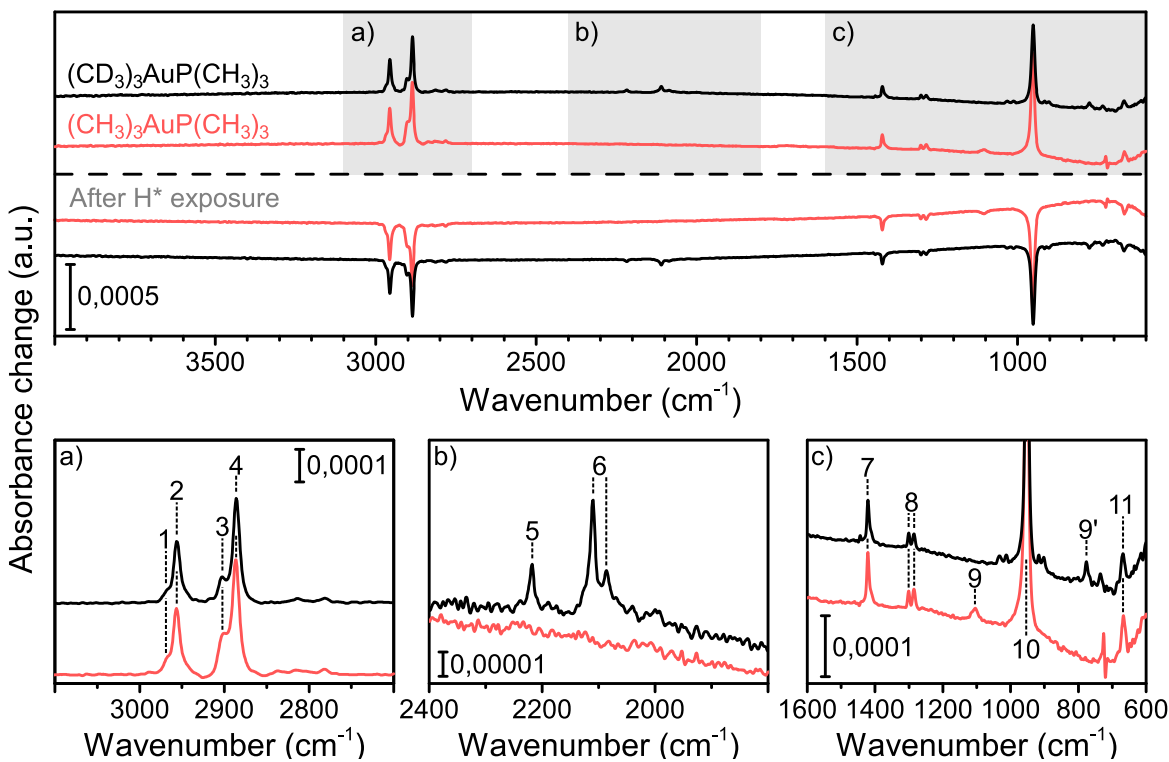 a)
b)
c)
(CD₃)₃AuP(CH₃)₃
(CH₃)₃AuP(CH₃)₃
After H* exposure
0,0005
3500 3000 2500 2000 1500 1000
Wavenumber (cm⁻¹)
Absorbance change (a.u.)
a)
0,0001
1
2
3
4
3000 2900 2800
Wavenumber (cm⁻¹)
b)
5
6
0,00001
2400 2200 2000
Wavenumber (cm⁻¹)
c)
7
8
9
9'
10
11
0,0001
1600 1400 1200 1000 800 600
Wavenumber (cm⁻¹)